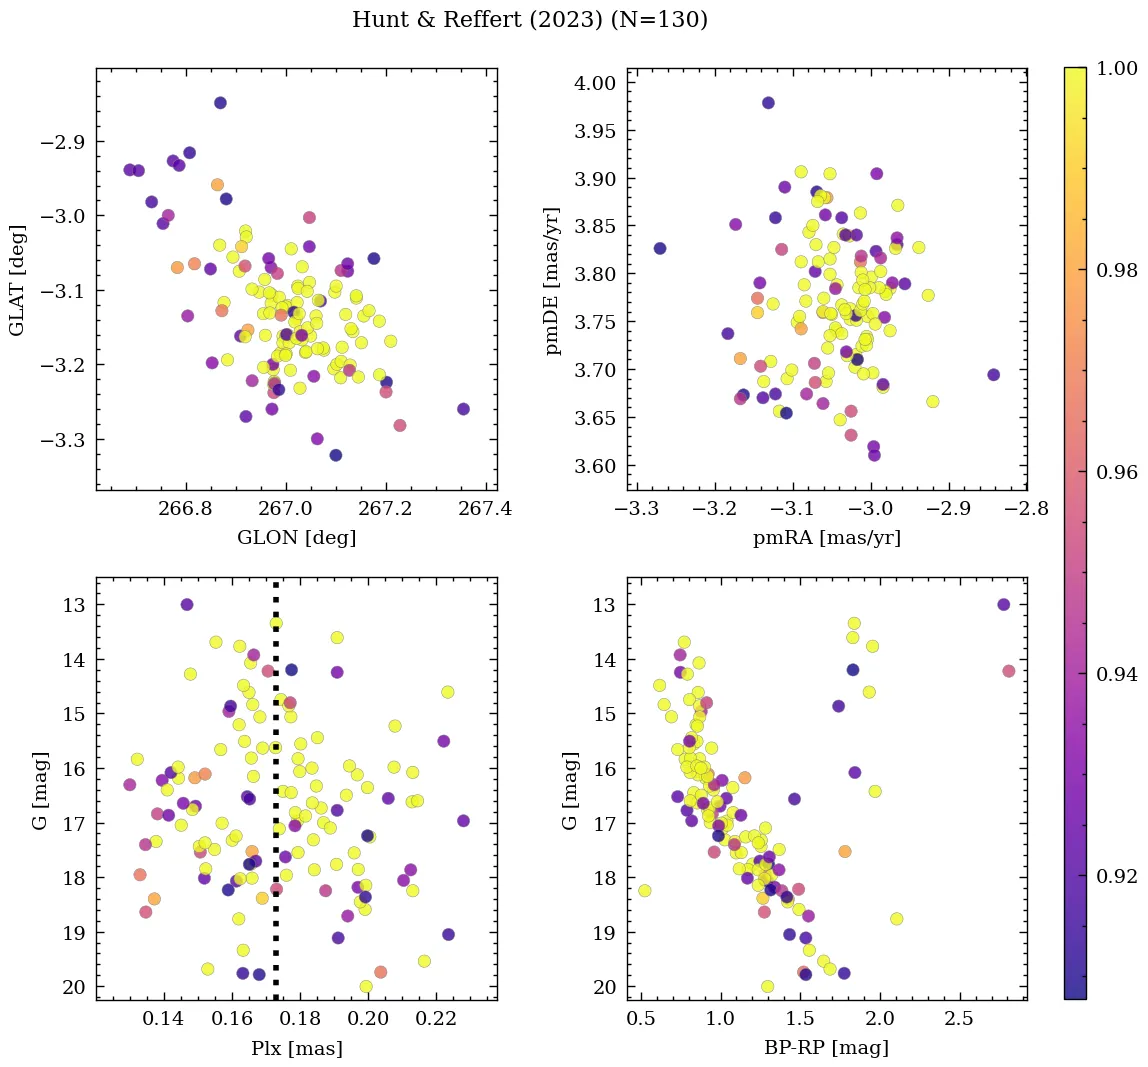 Hunt & Reffert (2023) (N=130)
−2.9
−3.0
−3.1
−3.2
−3.3
GLAT [deg]
266.8 267.0 267.2 267.4
GLON [deg]
4.00
3.95
3.90
3.85
3.80
3.75
3.70
3.65
3.60
pmDE [mas/yr]
−3.3 −3.2 −3.1 −3.0 −2.9 −2.8
pmRA [mas/yr]
1.00
0.98
0.96
0.94
0.92
13
14
15
16
17
18
19
20
G [mag]
0.14 0.16 0.18 0.20 0.22
Plx [mas]
13
14
15
16
17
18
19
20
G [mag]
0.5 1.0 1.5 2.0 2.5
BP-RP [mag]